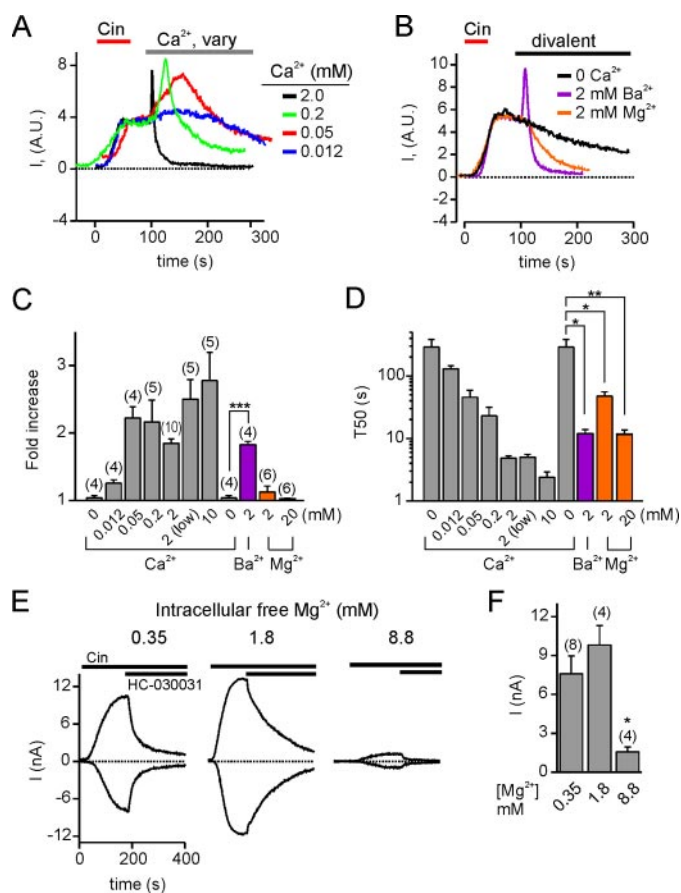 A
Cin
Ca²⁺, vary
Ca²⁺ (mM)
2.0
0.2
0.05
0.012
I, (A.U.)
8
4
0
-4
0 100 200 300
time (s)
B
Cin
divalent
0 Ca²⁺
2 mM Ba²⁺
2 mM Mg²⁺
I, (A.U.)
10
8
6
4
2
0
-2
-4
0 100 200 300
time (s)
C
Fold increase
3
2
1
(4) (4) (5) (10) (5) (5) (4) *** (4) (6) (6)
0 0.012 0.05 0.2 2 2 (low) 10 0 2 2 20 (mM)
Ca²⁺ Ba²⁺ Mg²⁺
D
T50 (s)
100
10
1
** * *
0 0.012 0.05 0.2 2 2 (low) 10 0 2 2 20 (mM)
Ca²⁺ Ba²⁺ Mg²⁺
E
Intracellular free Mg²⁺ (mM)
0.35 1.8 8.8
Cin
HC-030031
I (nA)
12
6
0
-6
-12
0 200 400
time (s)
F
I (nA)
12
9
6
3
0
(8) (4) * (4)
[Mg²⁺] mM
0.35 1.8 8.8